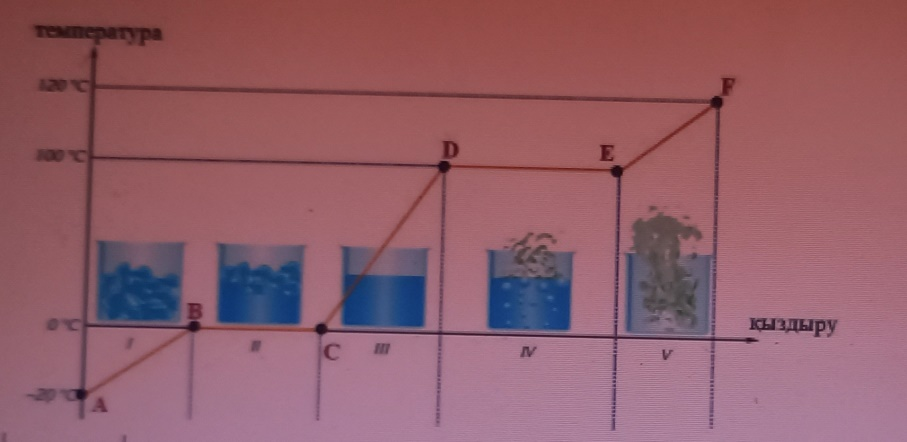 температура
120 °C
F
100 °C
D
E
B
0 °C
қыздыру
C
I
II
III
IV
V
-20 °C
A